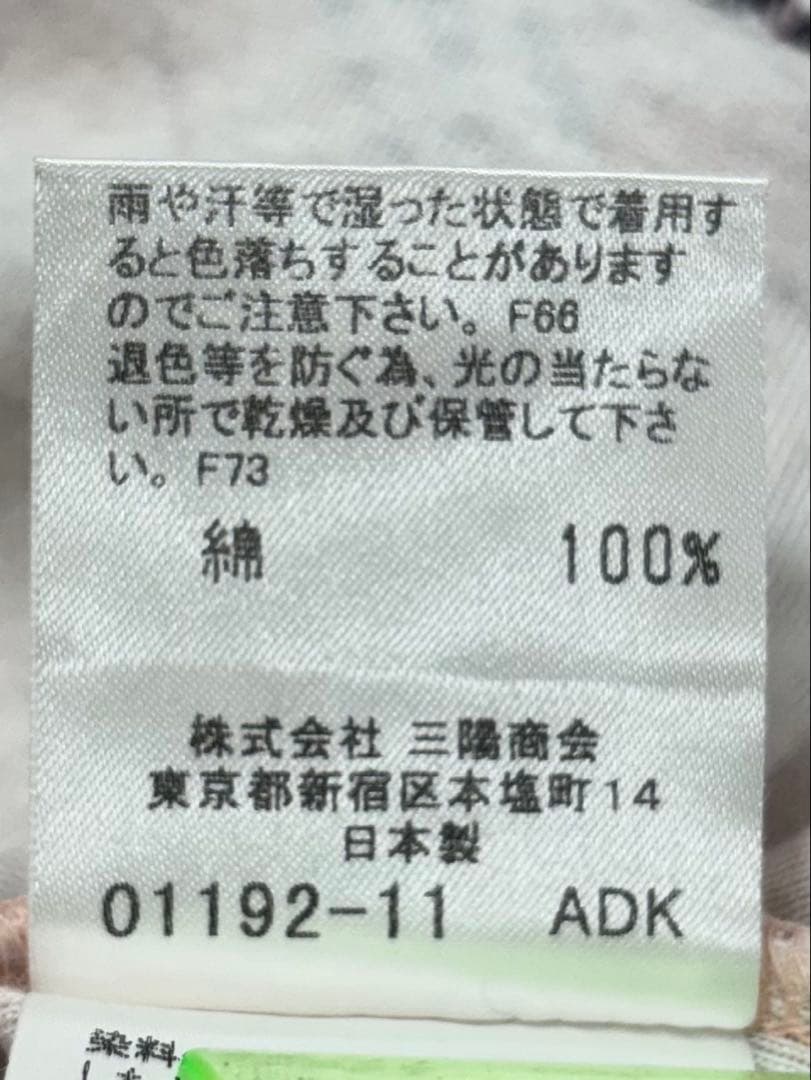 雨や汗等で湿った状態で着用す
ると色落ちすることがあります
のでご注意下さい。F66
退色等を防ぐ為、光の当たらな
い所で乾燥及び保管して下さ
い。F73
綿 100%
株式会社 三陽商会
東京都新宿区本塩町14
日本製
01192-11 ADK
染料